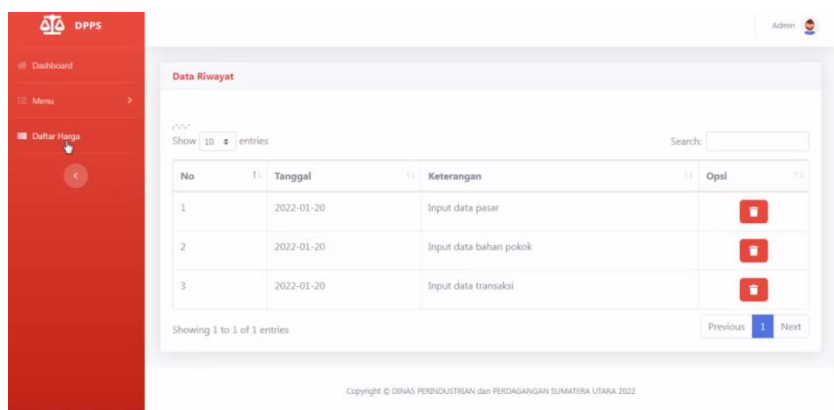 DPPS
Admin
Dashboard
Menu
Daftar Harga
Data Riwayat
Show 10 entries
Search:
No Tanggal Keterangan Opsi
1 2022-01-20 Input data pasar
2 2022-01-20 Input data bahan pokok
3 2022-01-20 Input data transaksi
Showing 1 to 1 of 1 entries
Previous 1 Next
Copyright © DINAS PERINDUSTRIAN dan PERDAGANGAN SUMATERA UTARA 2022